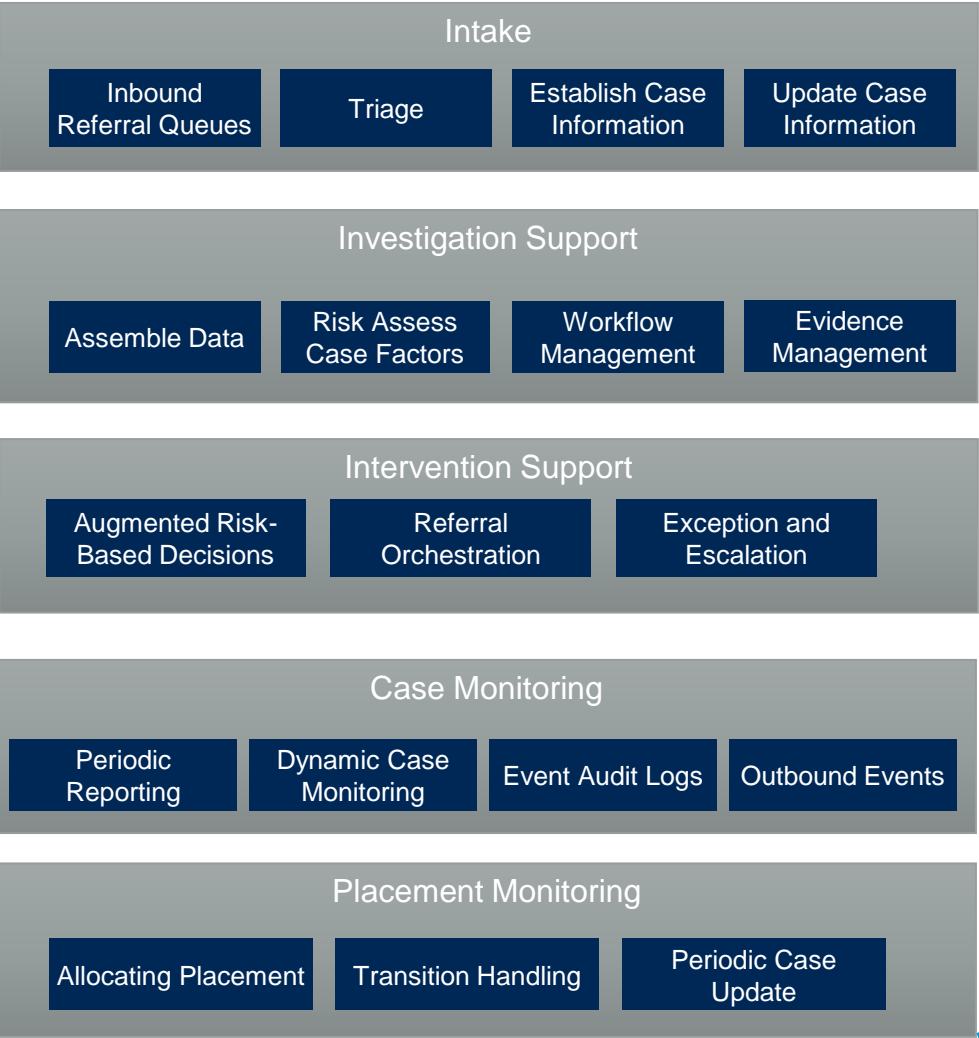 Intake
Inbound
Referral Queues
Triage
Establish Case
Information
Update Case
Information
Investigation Support
Assemble Data
Risk Assess
Case Factors
Workflow
Management
Evidence
Management
Intervention Support
Augmented Risk-
Based Decisions
Referral
Orchestration
Exception and
Escalation
Case Monitoring
Periodic
Reporting
Dynamic Case
Monitoring
Event Audit Logs
Outbound Events
Placement Monitoring
Allocating Placement
Transition Handling
Periodic Case
Update